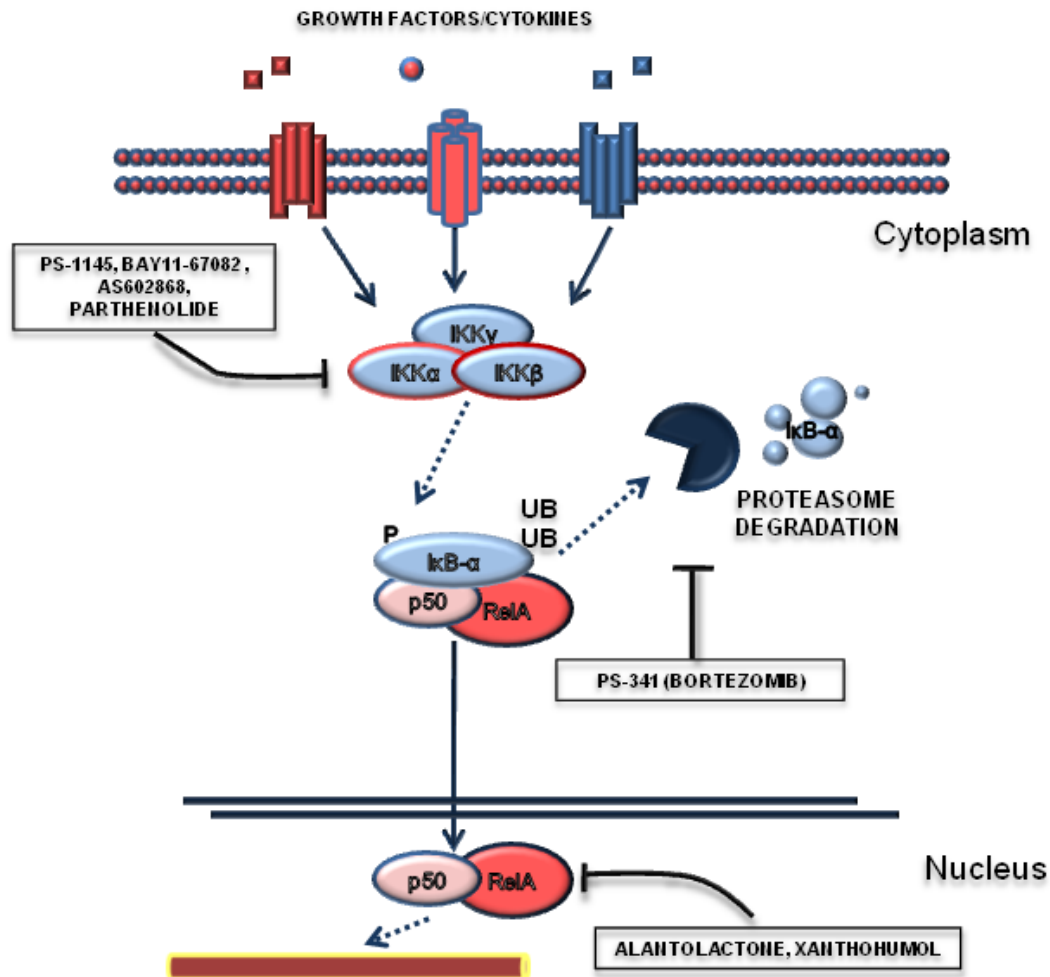 GROWTH FACTORS/CYTOKINES
Cytoplasm
PS-1145, BAY11-67082 ,
AS602868,
PARTHENOLIDE
IKKγ
IKKα
IKKβ
IκB-α
PROTEASOME
DEGRADATION
UB
P
UB
IκB-α
p50
RelA
PS-341 (BORTEZOMIB)
p50
RelA
Nucleus
ALANTOLACTONE, XANTHOHUMOL